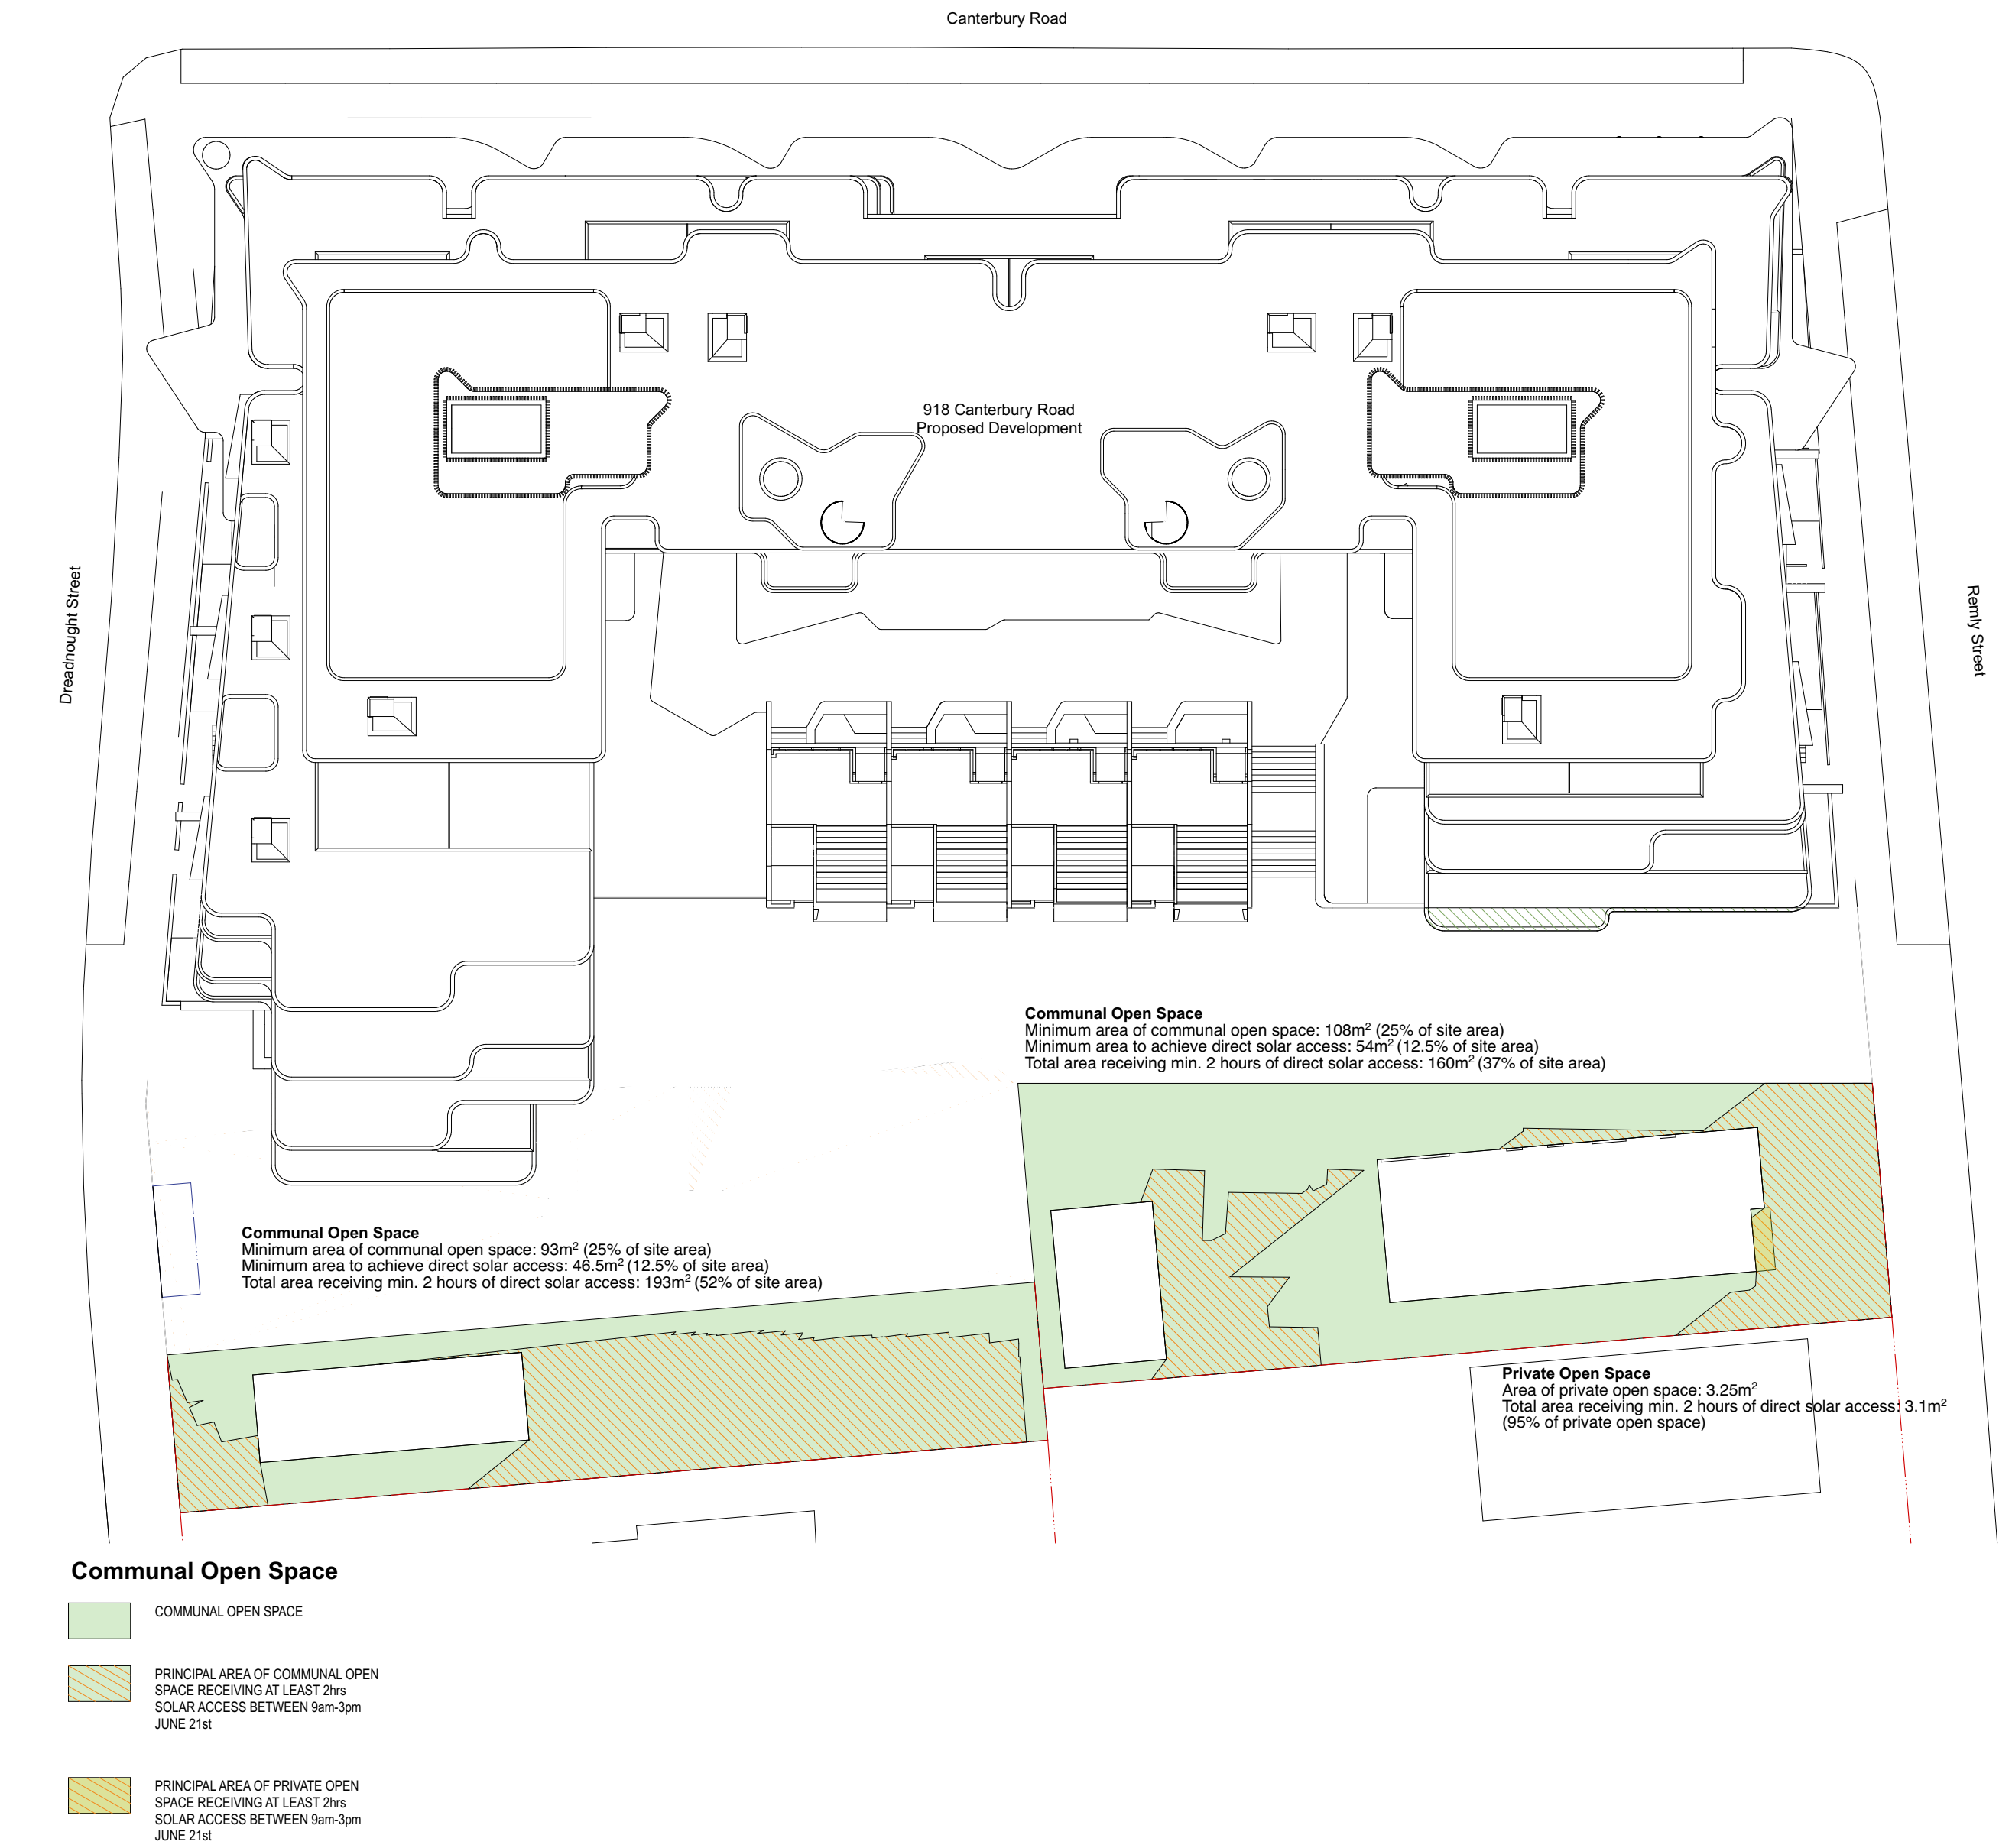 Canterbury Road
918 Canterbury Road
Proposed Development
Dreadnought Street
Remly Street
Communal Open Space
Minimum area of communal open space: 108m² (25% of site area)
Minimum area to achieve direct solar access: 54m² (12.5% of site area)
Total area receiving min. 2 hours of direct solar access: 160m² (37% of site area)
Communal Open Space
Minimum area of communal open space: 93m² (25% of site area)
Minimum area to achieve direct solar access: 46.5m² (12.5% of site area)
Total area receiving min. 2 hours of direct solar access: 193m² (52% of site area)
Private Open Space
Area of private open space: 3.25m²
Total area receiving min. 2 hours of direct solar access: 3.1m²
(95% of private open space)
Communal Open Space
COMMUNAL OPEN SPACE
PRINCIPAL AREA OF COMMUNAL OPEN
SPACE RECEIVING AT LEAST 2hrs
SOLAR ACCESS BETWEEN 9am-3pm
JUNE 21st
PRINCIPAL AREA OF PRIVATE OPEN
SPACE RECEIVING AT LEAST 2hrs
SOLAR ACCESS BETWEEN 9am-3pm
JUNE 21st